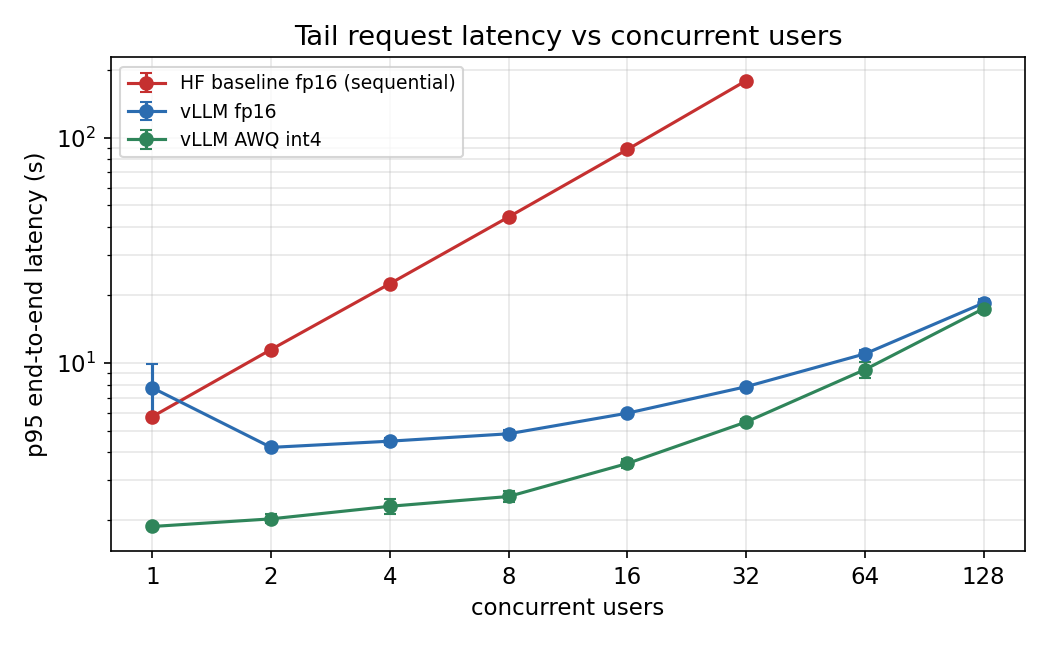 Tail request latency vs concurrent users
HF baseline fp16 (sequential)
vLLM fp16
vLLM AWQ int4
p95 end-to-end latency (s)
10²
10¹
1 2 4 8 16 32 64 128
concurrent users